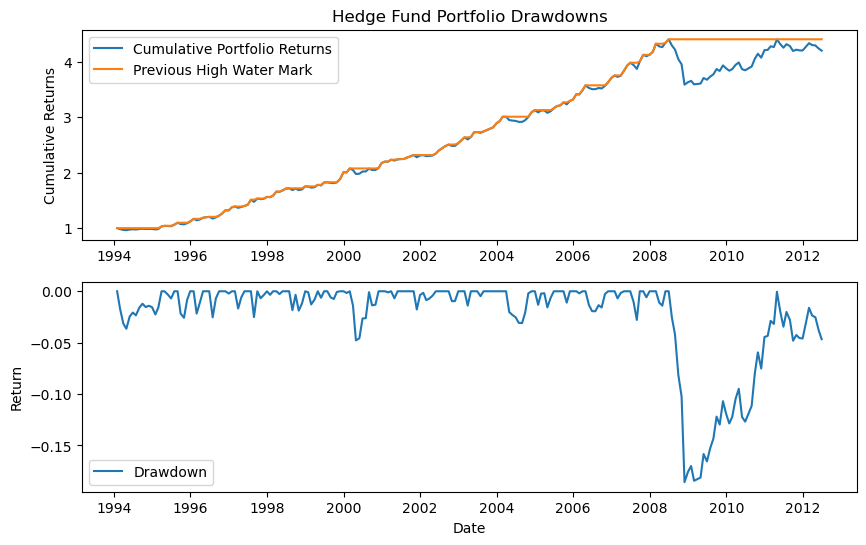 Hedge Fund Portfolio Drawdowns
Cumulative Returns
4
3
2
1
Cumulative Portfolio Returns
Previous High Water Mark
1994 1996 1998 2000 2002 2004 2006 2008 2010 2012
Return
0.00
−0.05
−0.10
−0.15
Drawdown
1994 1996 1998 2000 2002 2004 2006 2008 2010 2012
Date